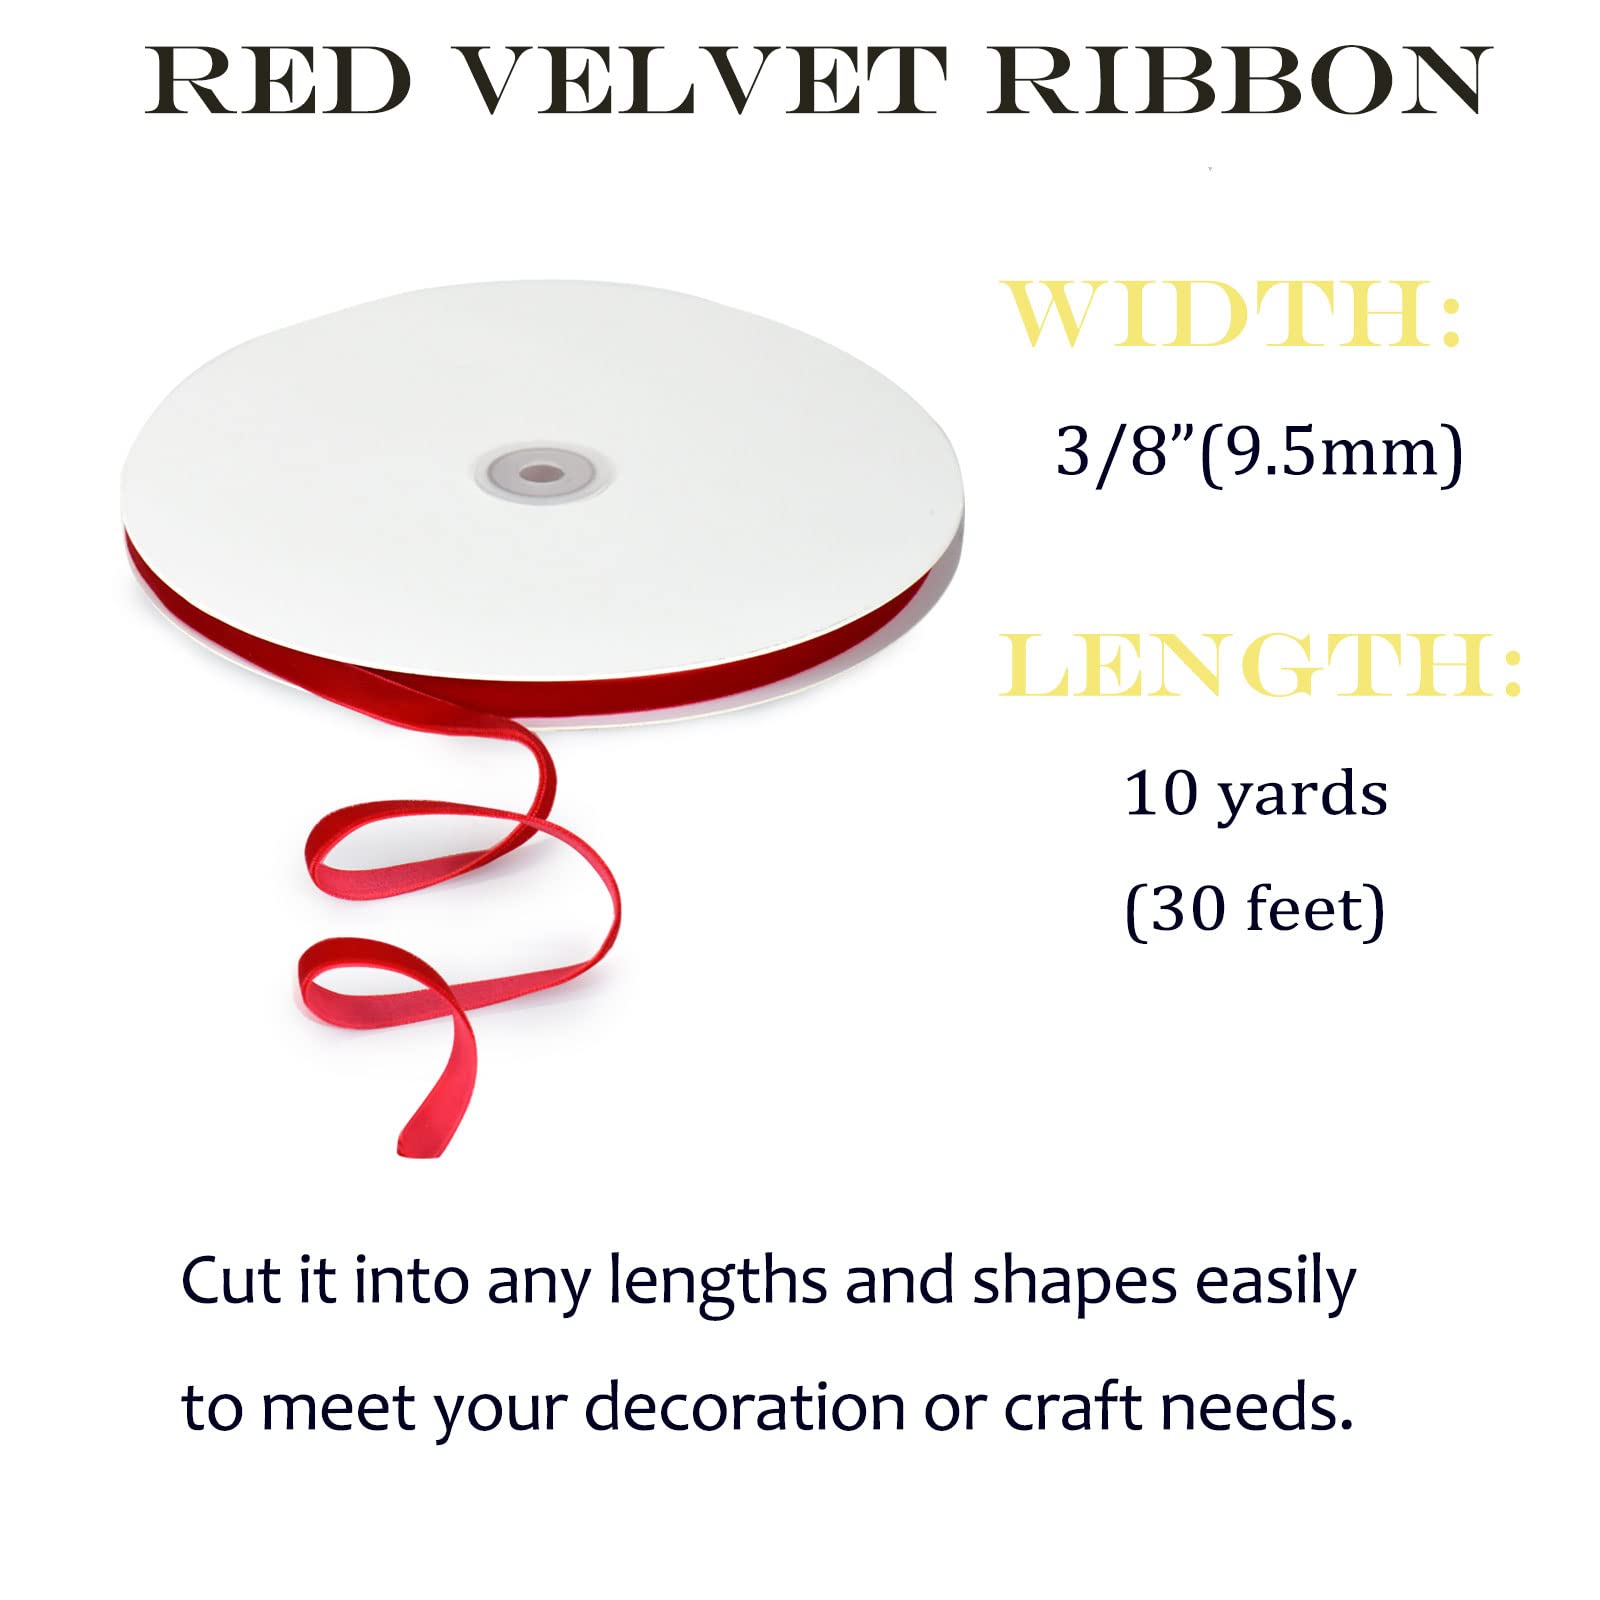 RED VELVET RIBBON
WIDTH:
3/8”(9.5mm)
LENGTH:
10 yards
(30 feet)
Cut it into any lengths and shapes easily
to meet your decoration or craft needs.